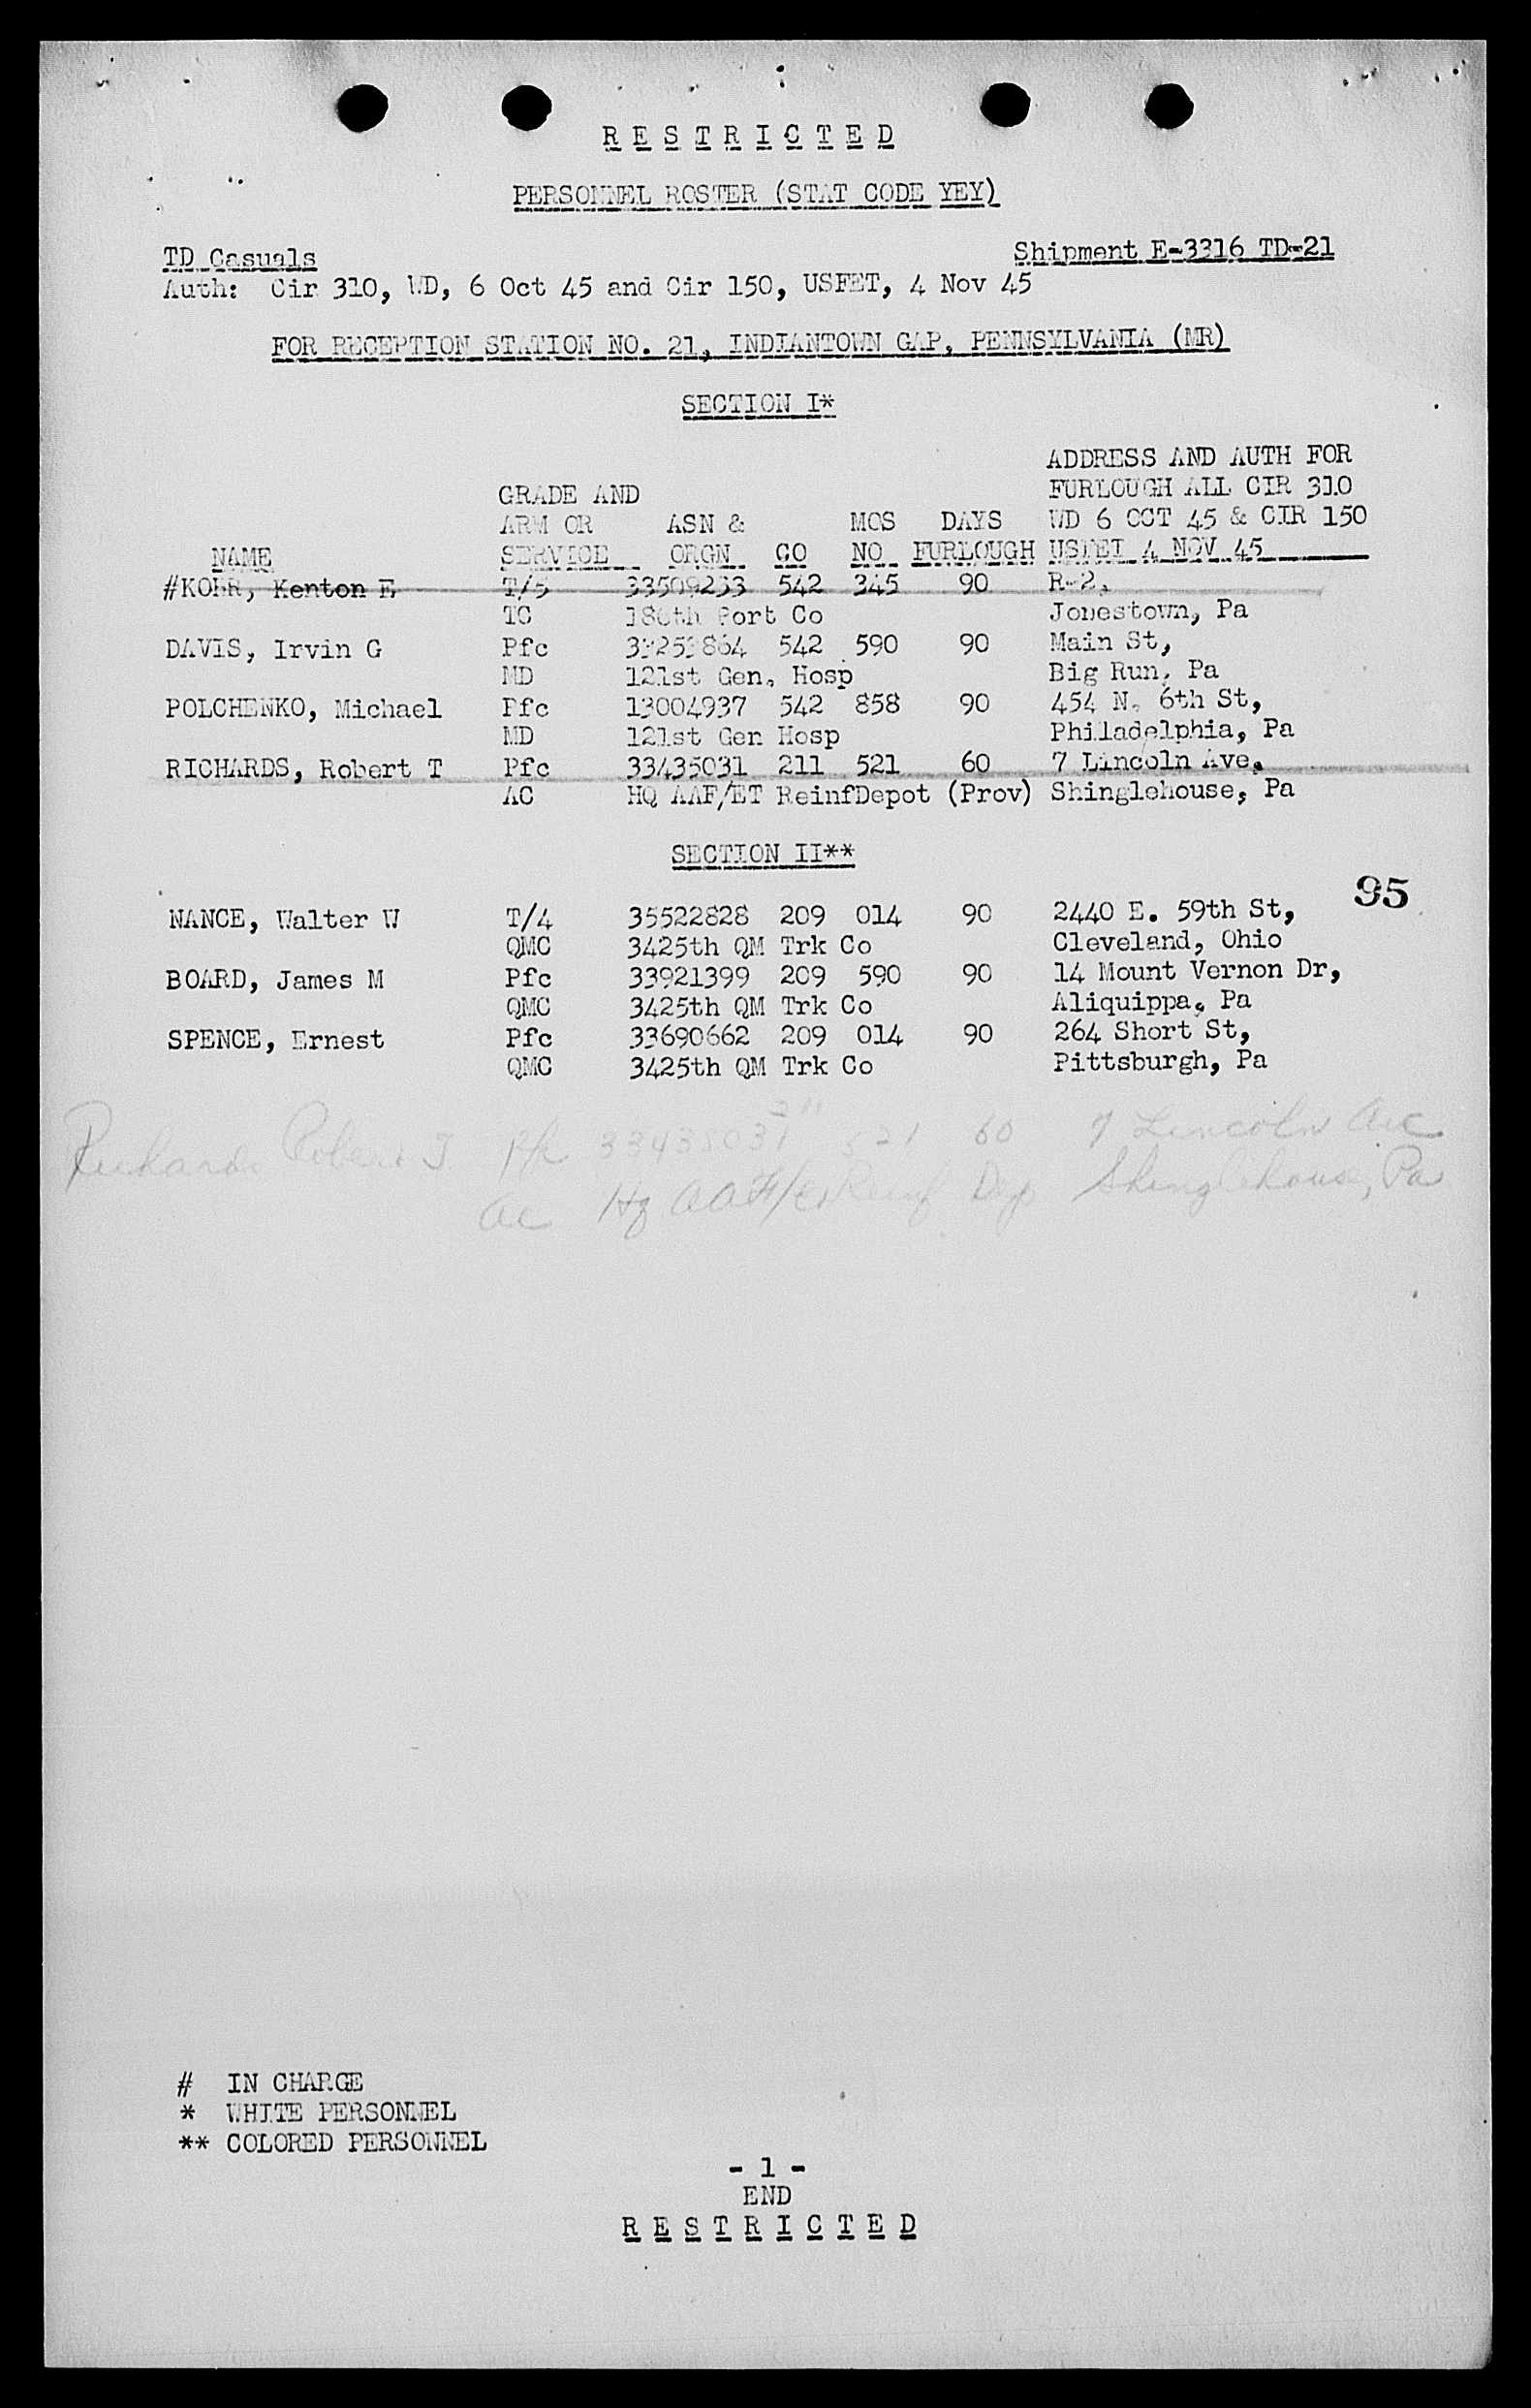 RESTRICTED
PERSONNEL ROSTER (STAT CODE YEY)
TD Casuals Shipment E-3316 TD-21
Auth: Cir 310, WD, 6 Oct 45 and Cir 150, USFET, 4 Nov 45
FOR RECEPTION STATION NO. 21, INDIANTOWN GAP, PENNSYLVANIA (MR)
SECTION I*
ADDRESS AND AUTH FOR
GRADE AND FURLOUGH ALL CIR 310
ARM OR ASN & MOS DAYS WD 6 OCT 45 & CIR 150
NAME SERVICE ORGN CO NO FURLOUGH USFET 4 NOV 45
#KOHR, Kenton E T/5 33509233 542 345 90 R-2,
TC Port Co Jonestown, Pa
DAVIS, Irvin G Pfc 542 590 90 Main St,
MD 121st Gen. Hosp Big Run, Pa
POLCHENKO, Michael Pfc 13004937 542 858 90 454 N. 6th St,
MD 121st Gen Hosp Philadelphia, Pa
RICHARDS, Robert T Pfc 33435031 211 521 60 7 Lincoln Ave,
AC HQ AAF/ET ReinfDepot (Prov) Shinglehouse, Pa
SECTION II**
95
NANCE, Walter W T/4 35522828 209 014 90 2440 E. 59th St,
QMC 3425th QM Trk Co Cleveland, Ohio
BOARD, James M Pfc 33921399 209 590 90 14 Mount Vernon Dr,
QMC 3425th QM Trk Co Aliquippa, Pa
SPENCE, Ernest Pfc 33690662 209 014 90 264 Short St,
QMC 3425th QM Trk Co Pittsburgh, Pa
211
Richards Robert T. Pfc 33435031 521 60 7 Lincoln Ave
AC Hq AAF/ET Reinf Dep Shinglehouse, Pa
# IN CHARGE
* WHITE PERSONNEL
** COLORED PERSONNEL
- 1 -
END
RESTRICTED